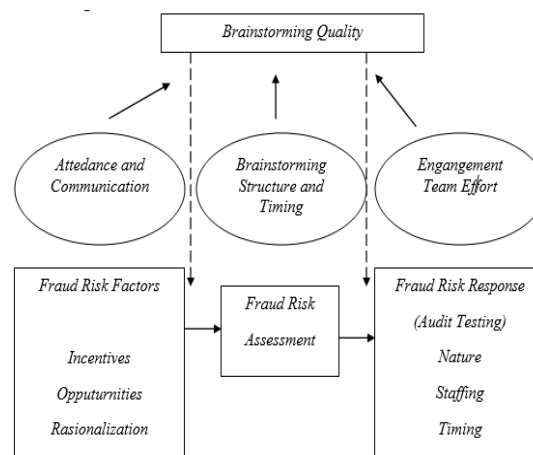 Brainstorming Quality
Attedance and
Communication
Brainstorming
Structure and
Timing
Engangement
Team Effort
Fraud Risk Factors
Incentives
Opputurnities
Rasionalization
Fraud Risk
Assessment
Fraud Risk Response
(Audit Testing)
Nature
Staffing
Timing